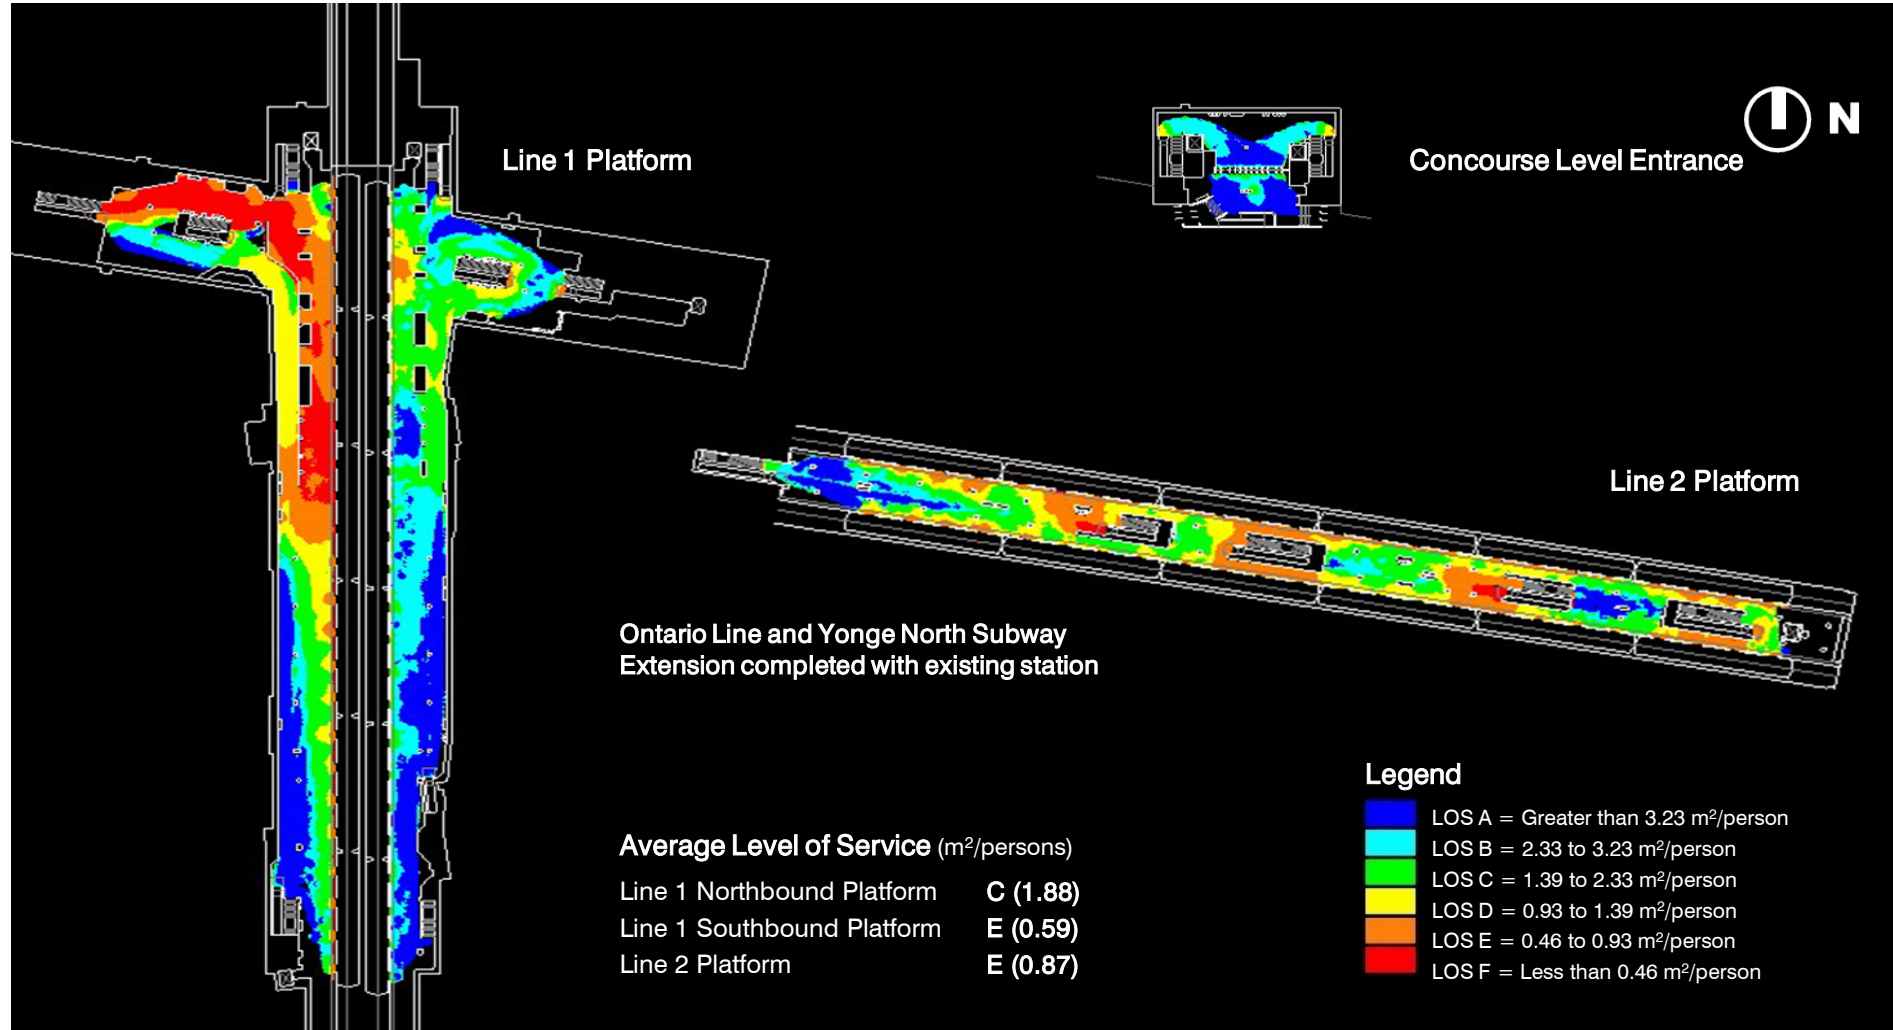 Line 1 Platform
Concourse Level Entrance
N
Line 2 Platform
Ontario Line and Yonge North Subway
Extension completed with existing station
Average Level of Service (m²/persons)
Line 1 Northbound Platform C (1.88)
Line 1 Southbound Platform E (0.59)
Line 2 Platform E (0.87)
Legend
LOS A = Greater than 3.23 m²/person
LOS B = 2.33 to 3.23 m²/person
LOS C = 1.39 to 2.33 m²/person
LOS D = 0.93 to 1.39 m²/person
LOS E = 0.46 to 0.93 m²/person
LOS F = Less than 0.46 m²/person